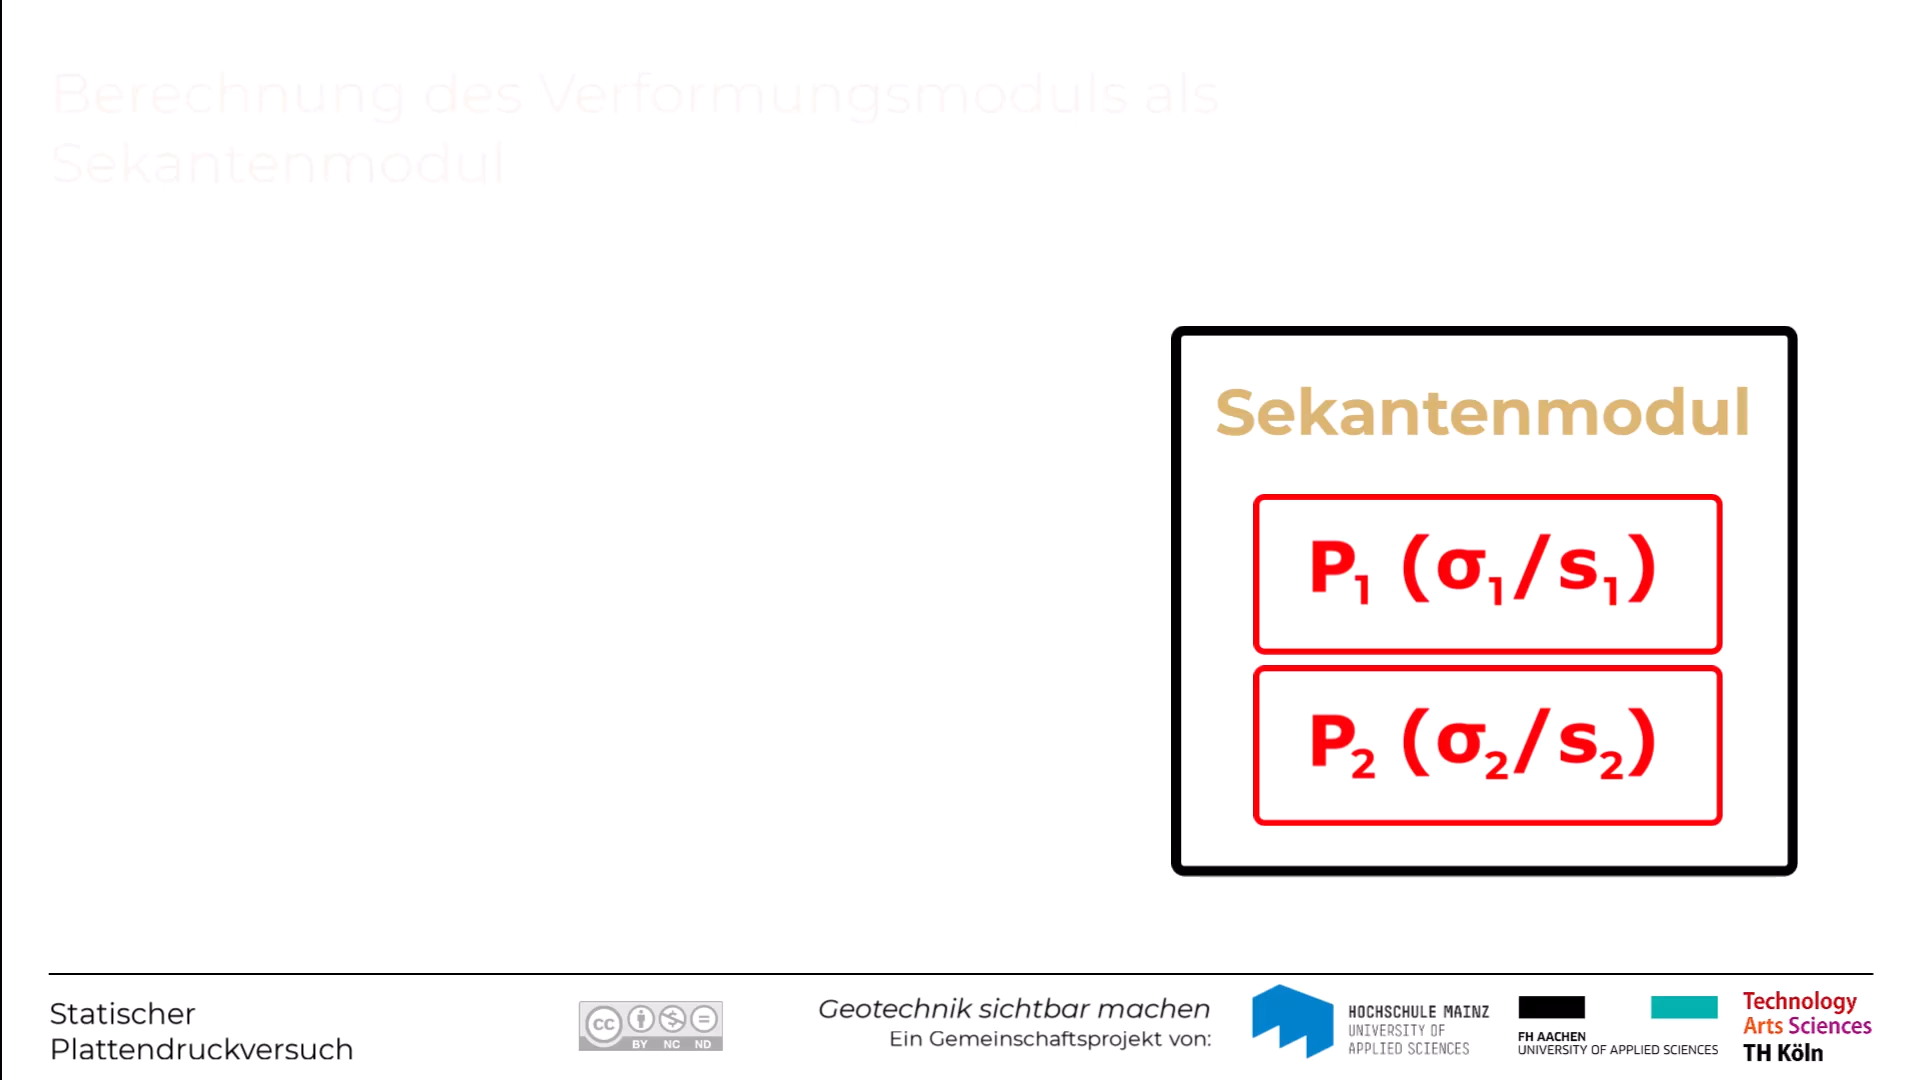 Berechnung des Verformungsmoduls als
Sekantenmodul
Sekantenmodul
P₁ (σ₁/s₁)
P₂ (σ₂/s₂)
Statischer
Plattendruckversuch
cc
BY NC ND
Geotechnik sichtbar machen
Ein Gemeinschaftsprojekt von:
HOCHSCHULE MAINZ
UNIVERSITY OF
APPLIED SCIENCES
FH AACHEN
UNIVERSITY OF APPLIED SCIENCES
Technology
Arts Sciences
TH Köln